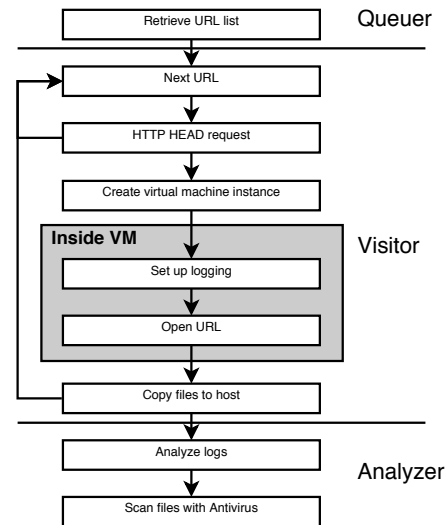 Retrieve URL list
Queuer
Next URL
HTTP HEAD request
Create virtual machine instance
Inside VM
Visitor
Set up logging
Open URL
Copy files to host
Analyze logs
Analyzer
Scan files with Antivirus